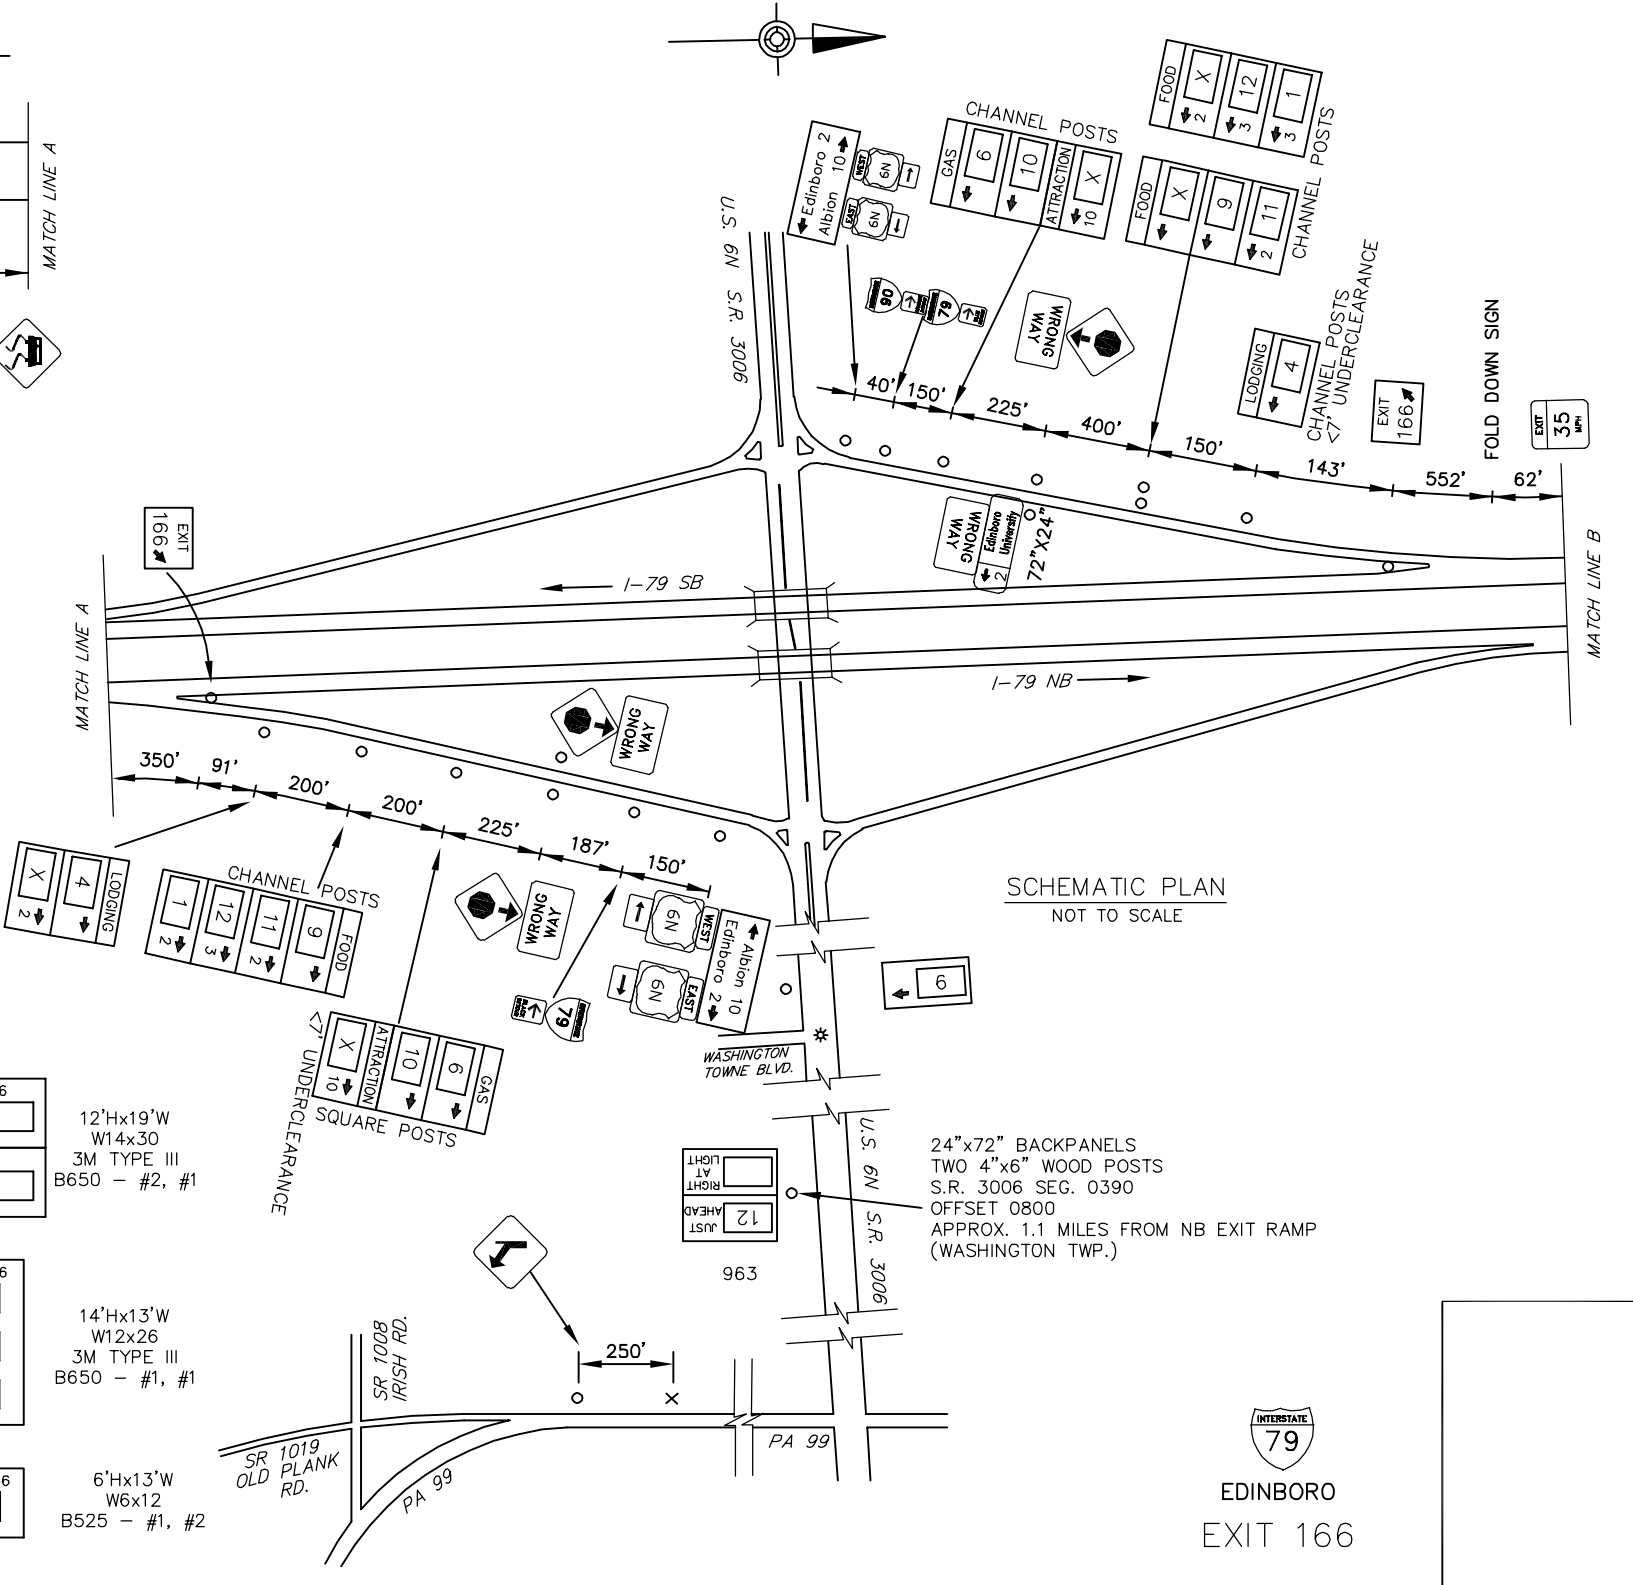 MATCH LINE A
U.S. 6N S.R. 3006
Edinboro 2
Albion 10
WEST
6N
EAST
6N
CHANNEL POSTS
GAS
6
10
ATTRACTION
X
10
FOOD
X
2
12
3
1
3
CHANNEL POSTS
FOOD
X
9
11
2
90
79
WRONG
WAY
LODGING
4
CHANNEL POSTS
<7' UNDERCLEARANCE
EXIT
166
FOLD DOWN SIGN
EXIT
35
MPH
40'
150'
225'
400'
150'
143'
552'
62'
EXIT
166
WRONG
WAY
Edinboro
University
2
72"X24"
MATCH LINE A
I-79 SB
I-79 NB
MATCH LINE B
WRONG
WAY
350'
91'
200'
200'
225'
187'
150'
LODGING
4
X
2
CHANNEL POSTS
FOOD
9
11
2
12
3
1
2
WRONG
WAY
WEST
6N
EAST
6N
Albion 10
Edinboro 2
79
GAS
6
10
ATTRACTION
X
10
<7' UNDERCLEARANCE
SQUARE POSTS
SCHEMATIC PLAN
NOT TO SCALE
6
WASHINGTON
TOWNE BLVD.
6
12'Hx19'W
W14x30
3M TYPE III
B650 - #2, #1
RIGHT
AT
LIGHT
JUST
AHEAD
12
963
U.S. 6N S.R. 3006
24"x72" BACKPANELS
TWO 4"x6" WOOD POSTS
S.R. 3006 SEG. 0390
OFFSET 0800
APPROX. 1.1 MILES FROM NB EXIT RAMP
(WASHINGTON TWP.)
6
14'Hx13'W
W12x26
3M TYPE III
B650 - #1, #1
SR 1008
IRISH RD.
250'
X
PA 99
SR 1019
OLD PLANK
RD.
PA 99
6
6'Hx13'W
W6x12
B525 - #1, #2
INTERSTATE
79
EDINBORO
EXIT 166